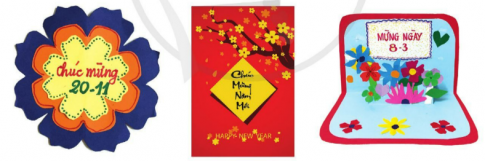 Chúc mừng
20-11
Chúc
Mừng
Năm
Mới
HAPPY NEW YEAR
MỪNG NGÀY
8-3